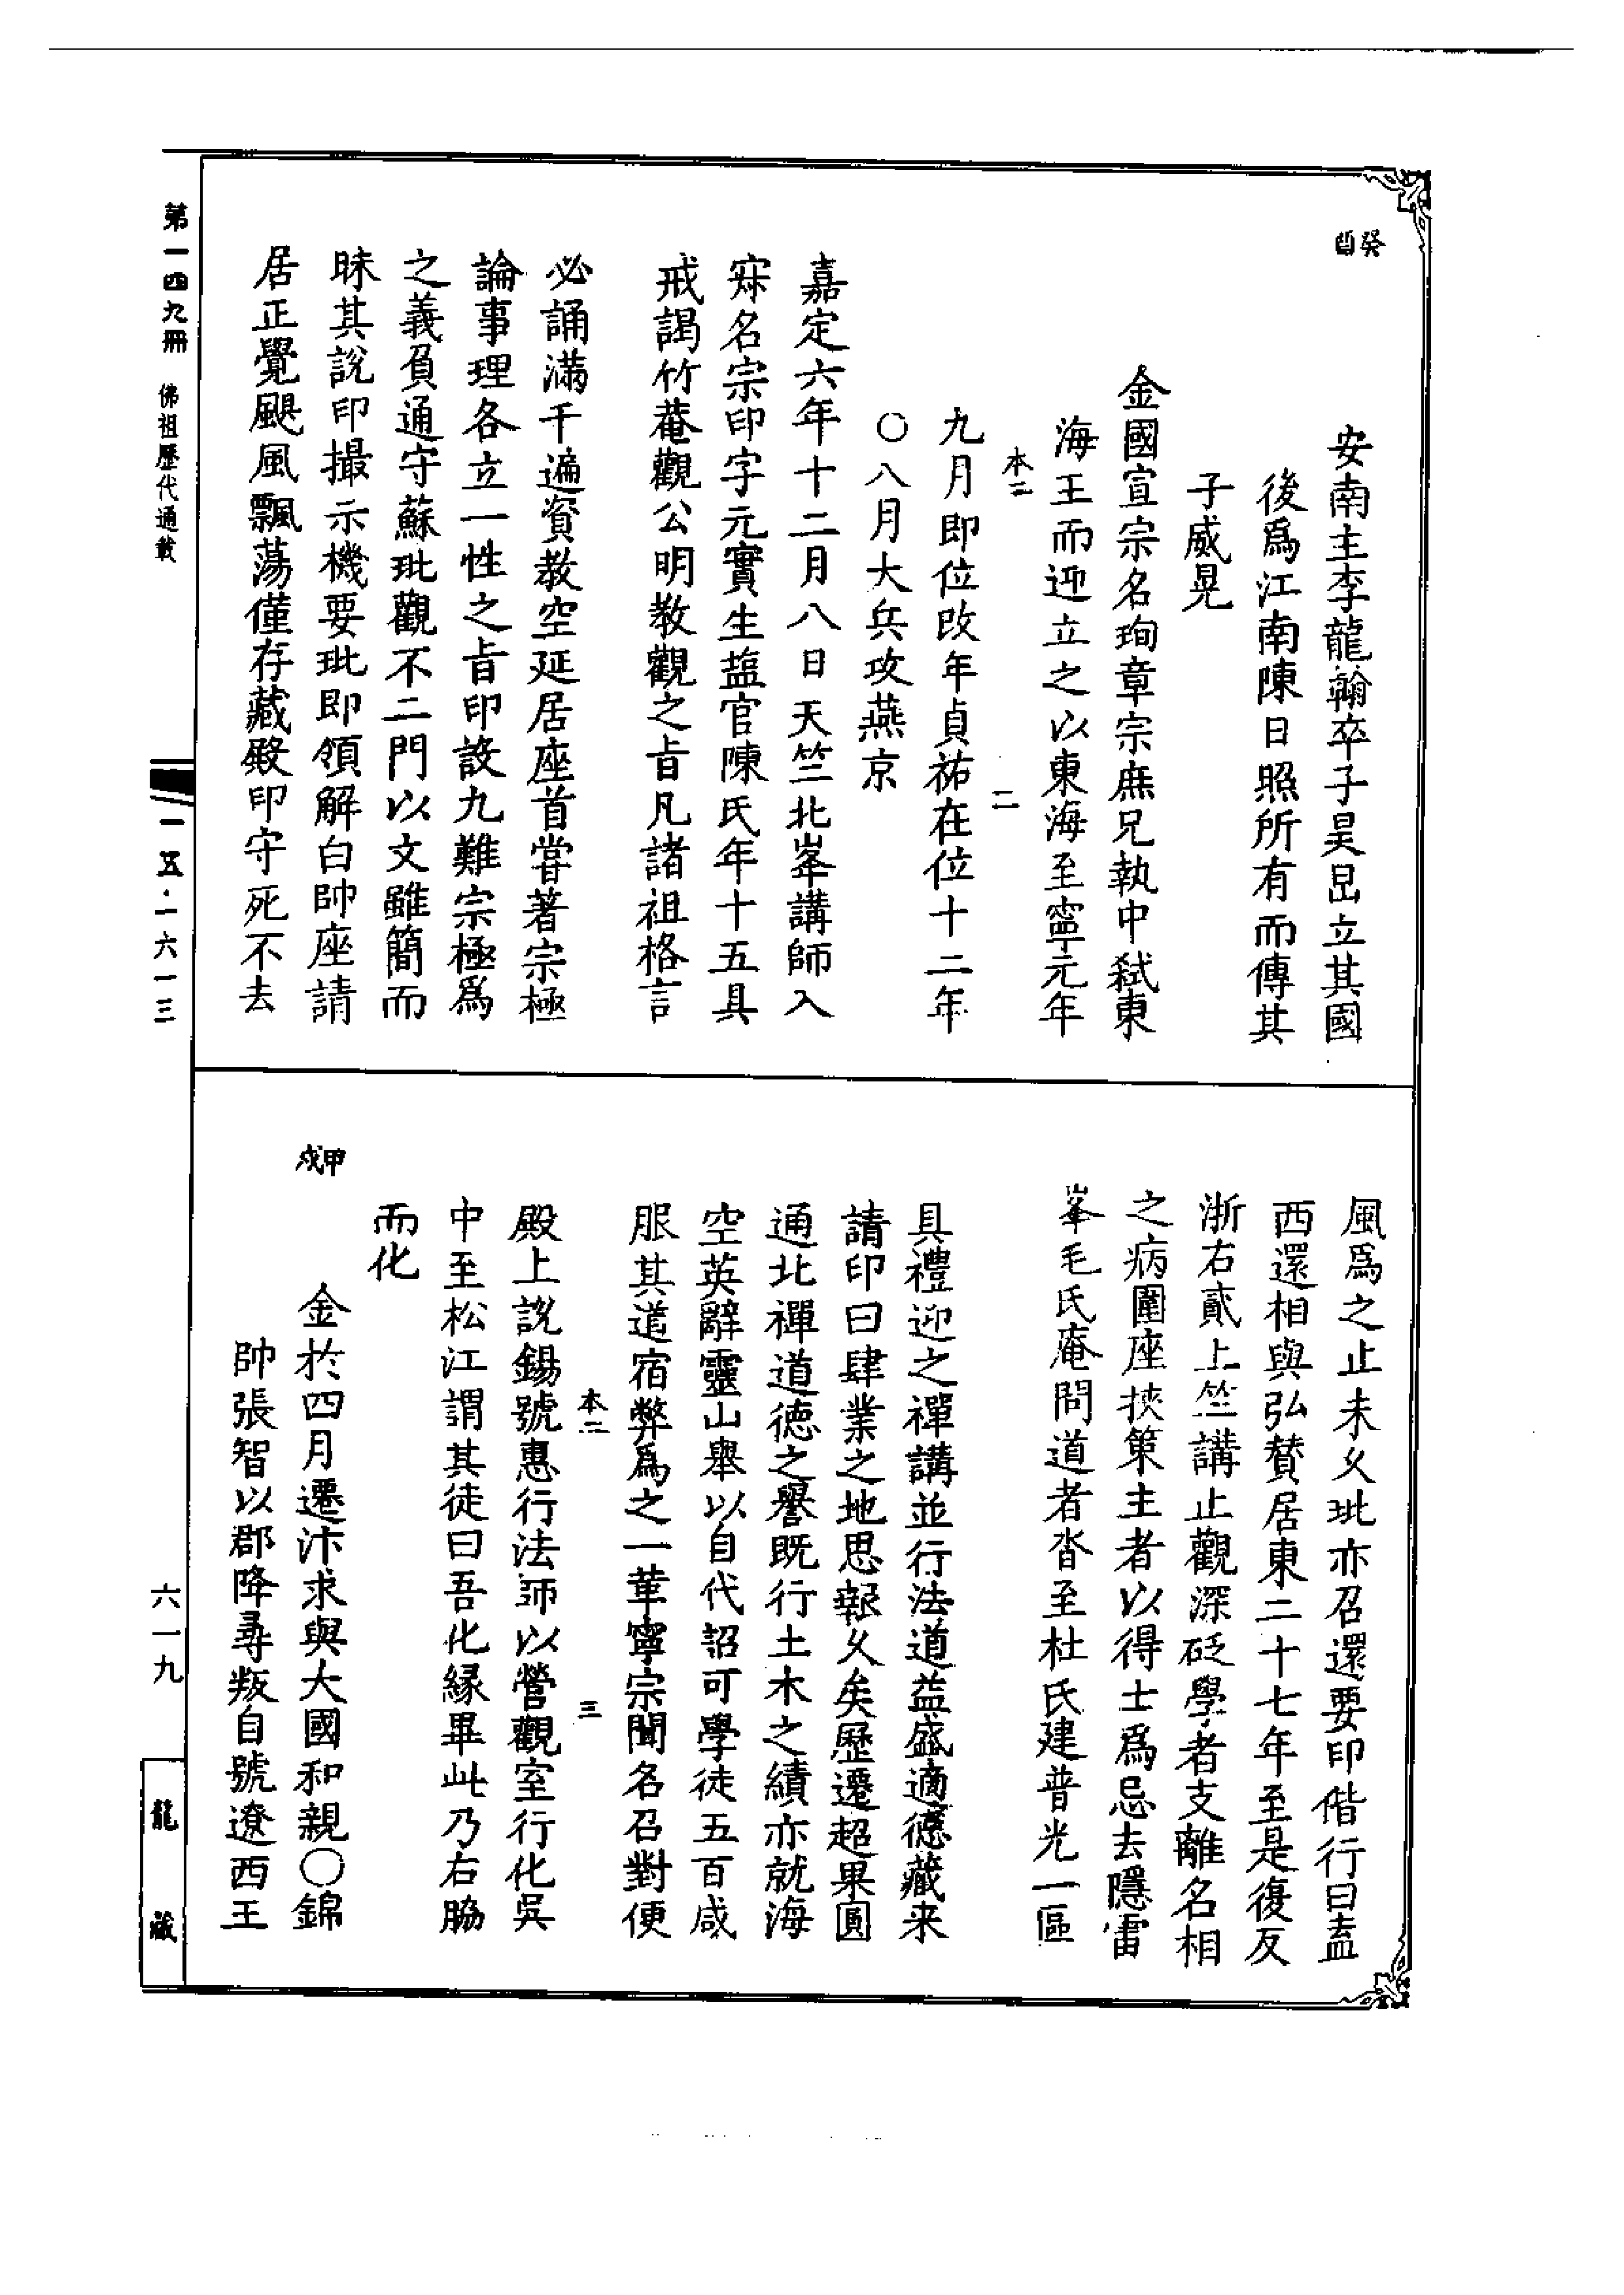 癸酉
安南主李龍翰卒子昊旵立其國
後爲江南陳日照所有而傳其
子威晃
金國宣宗名珣章宗庶兄執中弒東
海王而迎立之以東海至寧元年
本二 二
九月即位改年貞祐在位十二年
○八月大兵攻燕京
嘉定六年十二月八日天竺北峯講師入
㝛名宗印字元實生塩官陳氏年十五具
戒謁竹菴觀公明教觀之旨凡諸祖格言
必誦滿千遍資教空延居座首甞著宗極
論事理各立一性之旨印設九難宗極爲
之義負通守蘇玭觀不二門以文雖簡而
昧其說印撮示機要玭即領解白帥座請
居正覺颶風飄蕩僅存藏殿印守死不去
風爲之止未乆玭亦召還要印偕行曰盍
西還相與弘賛居東二十七年至是復反
浙右貳上竺講止觀深砭學者支離名相
之病圍座挾策主者以得士爲忌去隱雷
峯毛氏庵問道者沓至杜氏建普光一區
具禮迎之禪講並行法道益盛適德藏来
請印曰肆業之地思報乆矣歷遷超果圓
通北禪道德之譽既行土木之績亦就海
空英辭靈山舉以自代詔可學徒五百咸
服其道宿弊爲之一革寧宗聞名召對便
本二 三
殿上說錫號惠行法師以營觀室行化吳
中至松江謂其徒曰吾化緣畢此乃右脇
而化
甲戌
金於四月遷汴求與大國和親○錦
帥張智以郡降尋叛自號遼西王
第一四九冊 佛祖歷代通載
一五·一六一三
六一九
龍藏